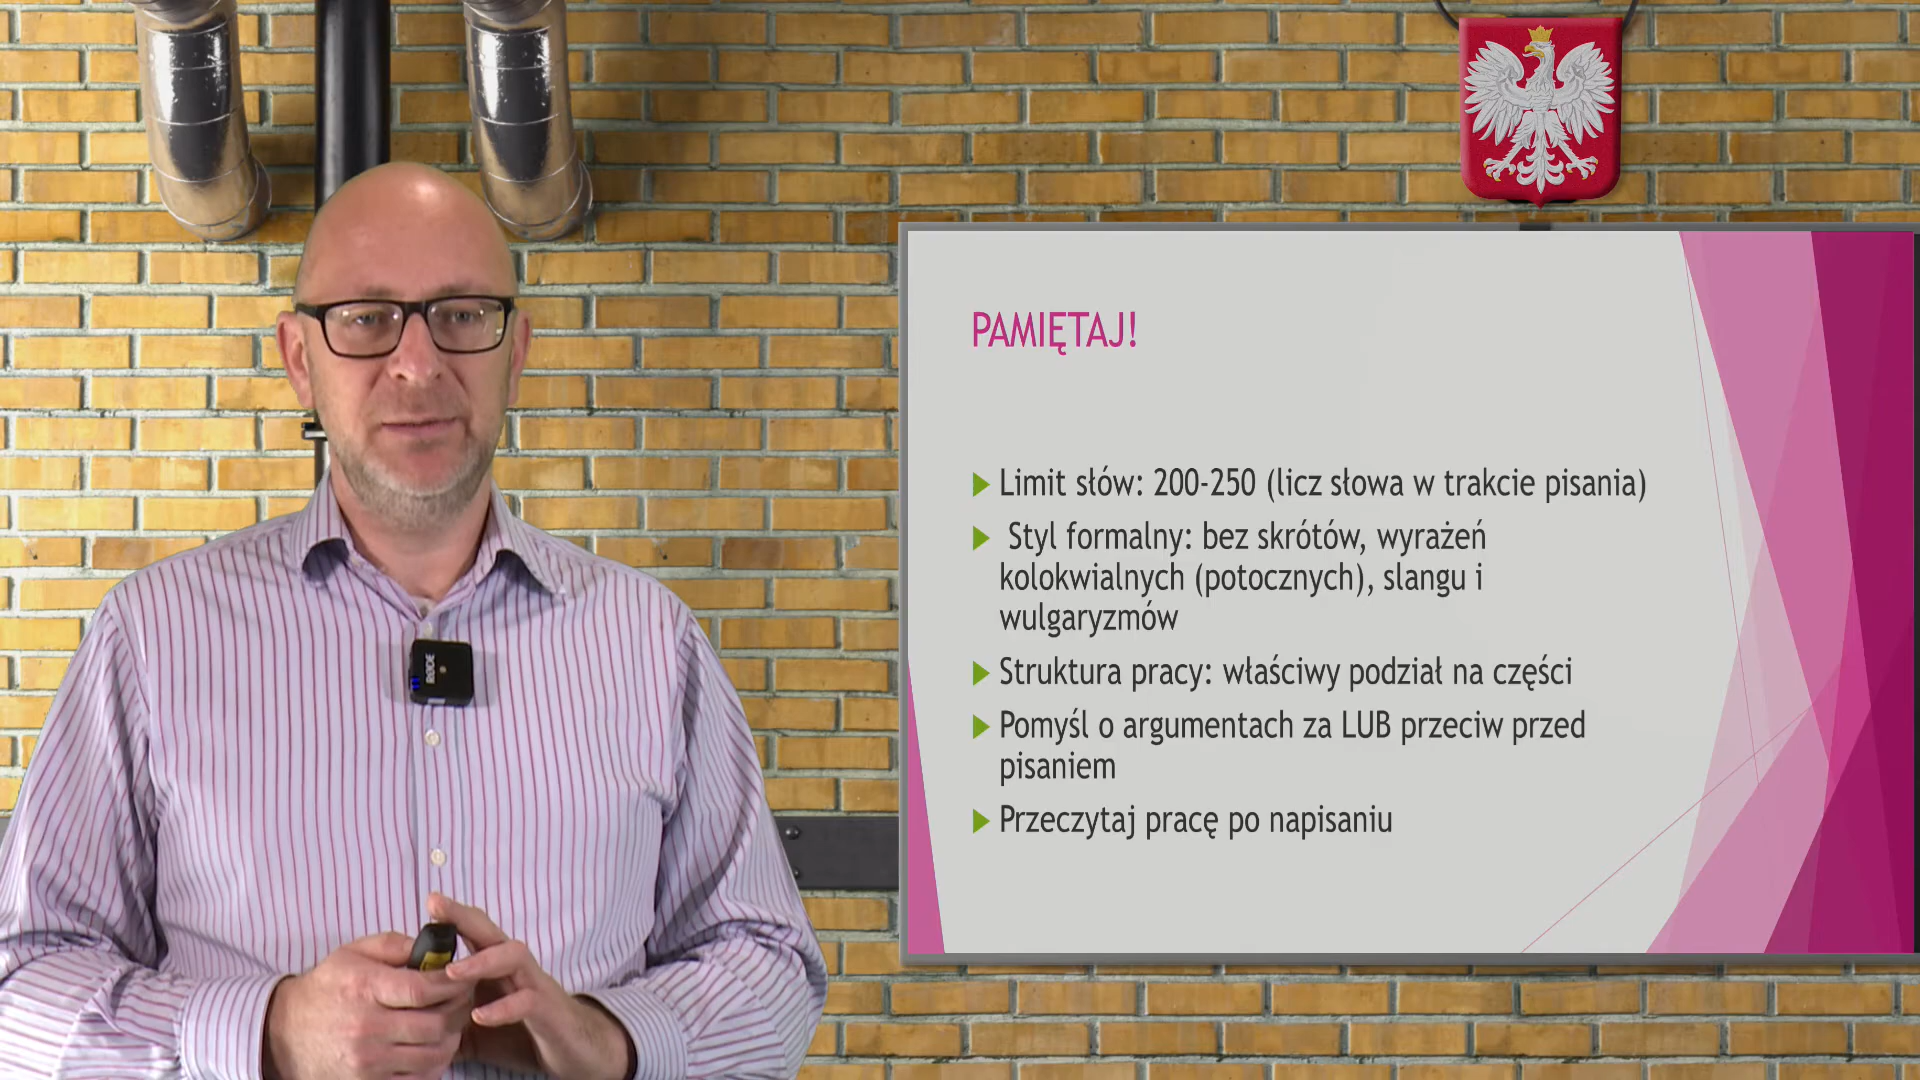 PAMIĘTAJ!
Limit słów: 200-250 (licz słowa w trakcie pisania)
Styl formalny: bez skrótów, wyrażeń
kolokwialnych (potocznych), slangu i
wulgaryzmów
Struktura pracy: właściwy podział na części
Pomyśl o argumentach za LUB przeciw przed
pisaniem
Przeczytaj pracę po napisaniu
RØDE